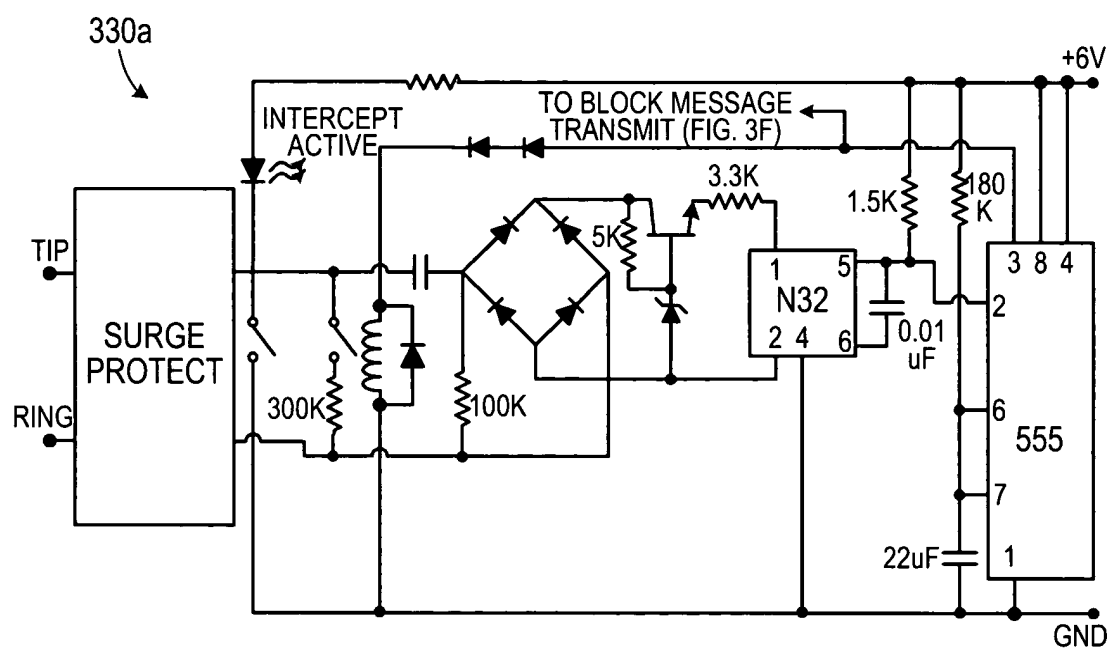 330a
+6V
INTERCEPT
ACTIVE
TO BLOCK MESSAGE
TRANSMIT (FIG. 3F)
3.3K
1.5K
180
K
5K
TIP
SURGE
PROTECT
RING
300K
100K
1
5
N32
2 4 6
0.01
uF
3 8 4
2
6
555
7
1
22uF
GND